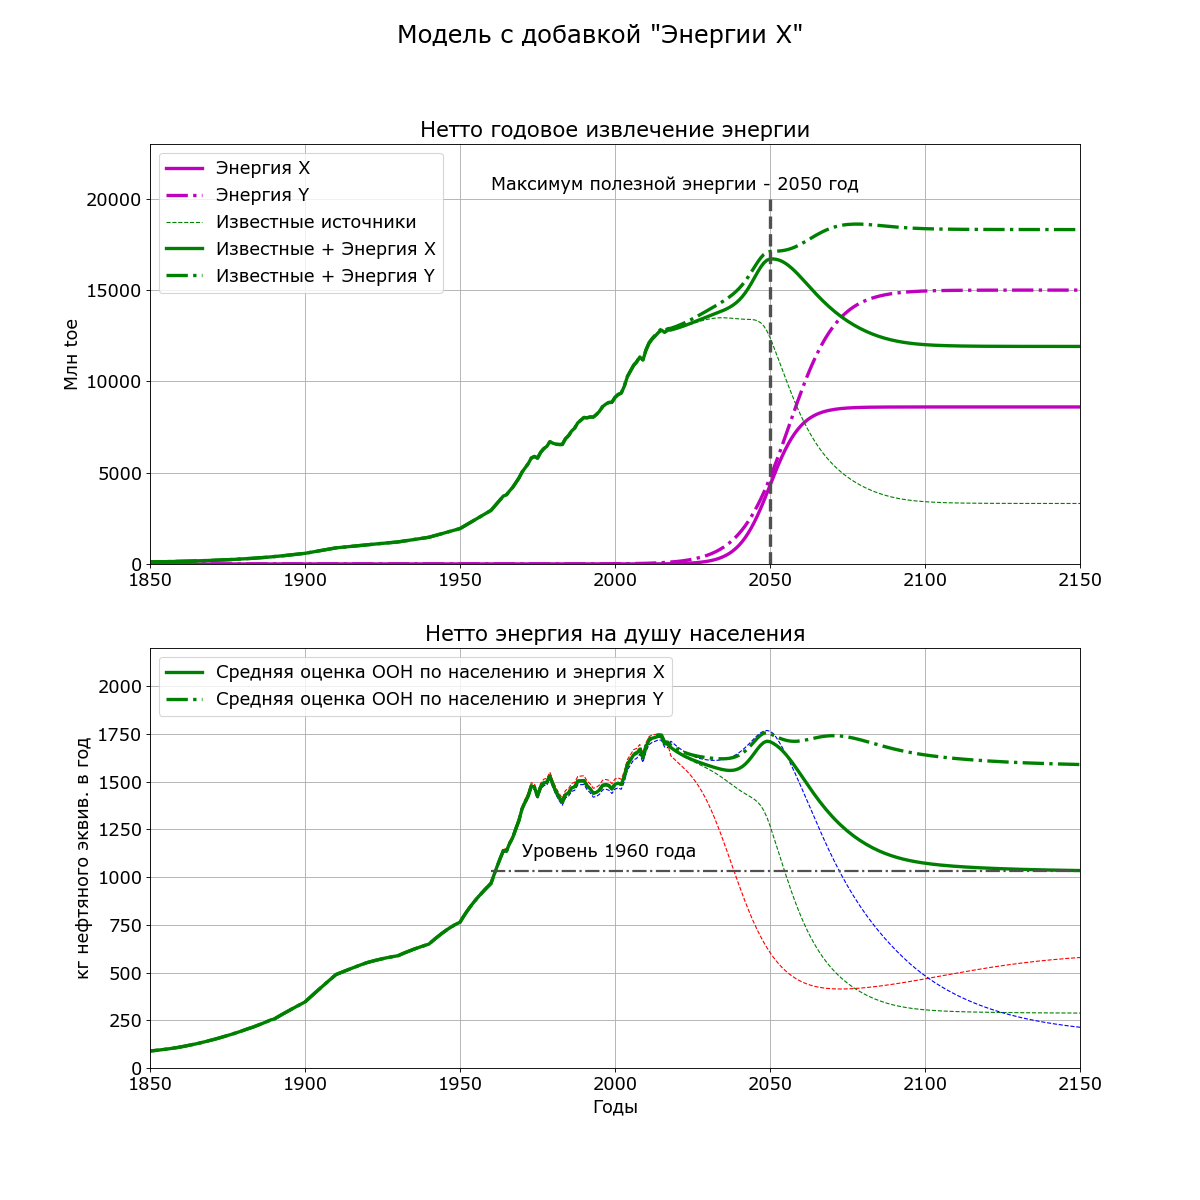 Модель с добавкой "Энергии X"
Нетто годовое извлечение энергии
Энергия X
Энергия Y
Известные источники
Известные + Энергия X
Известные + Энергия Y
Максимум полезной энергии - 2050 год
Млн toe
20000
15000
10000
5000
0
1850 1900 1950 2000 2050 2100 2150
Нетто энергия на душу населения
Средняя оценка ООН по населению и энергия X
Средняя оценка ООН по населению и энергия Y
Уровень 1960 года
кг нефтяного эквив. в год
2000
1750
1500
1250
1000
750
500
250
0
1850 1900 1950 2000 2050 2100 2150
Годы